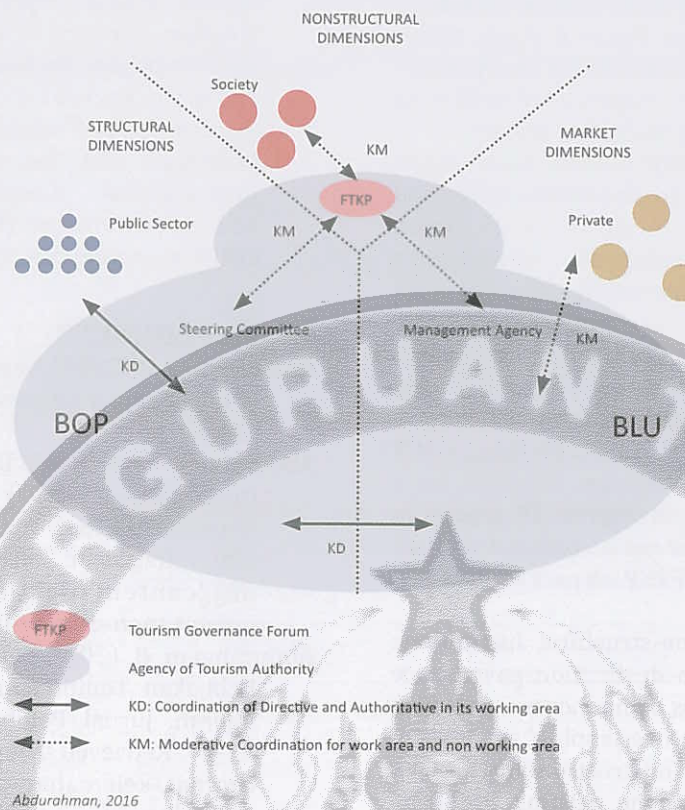 NONSTRUCTURAL
DIMENSIONS
Society
STRUCTURAL
DIMENSIONS
KM
MARKET
DIMENSIONS
FTKP
Public Sector
KM
KM
Private
Steering Committee
Management Agency
KD
KM
BOP
BLU
RGURUAN T
KD
FTKP
Tourism Governance Forum
Agency of Tourism Authority
KD: Coordination of Directive and Authoritative in its working area
KM: Moderative Coordination for work area and non working area
Abdurahman, 2016